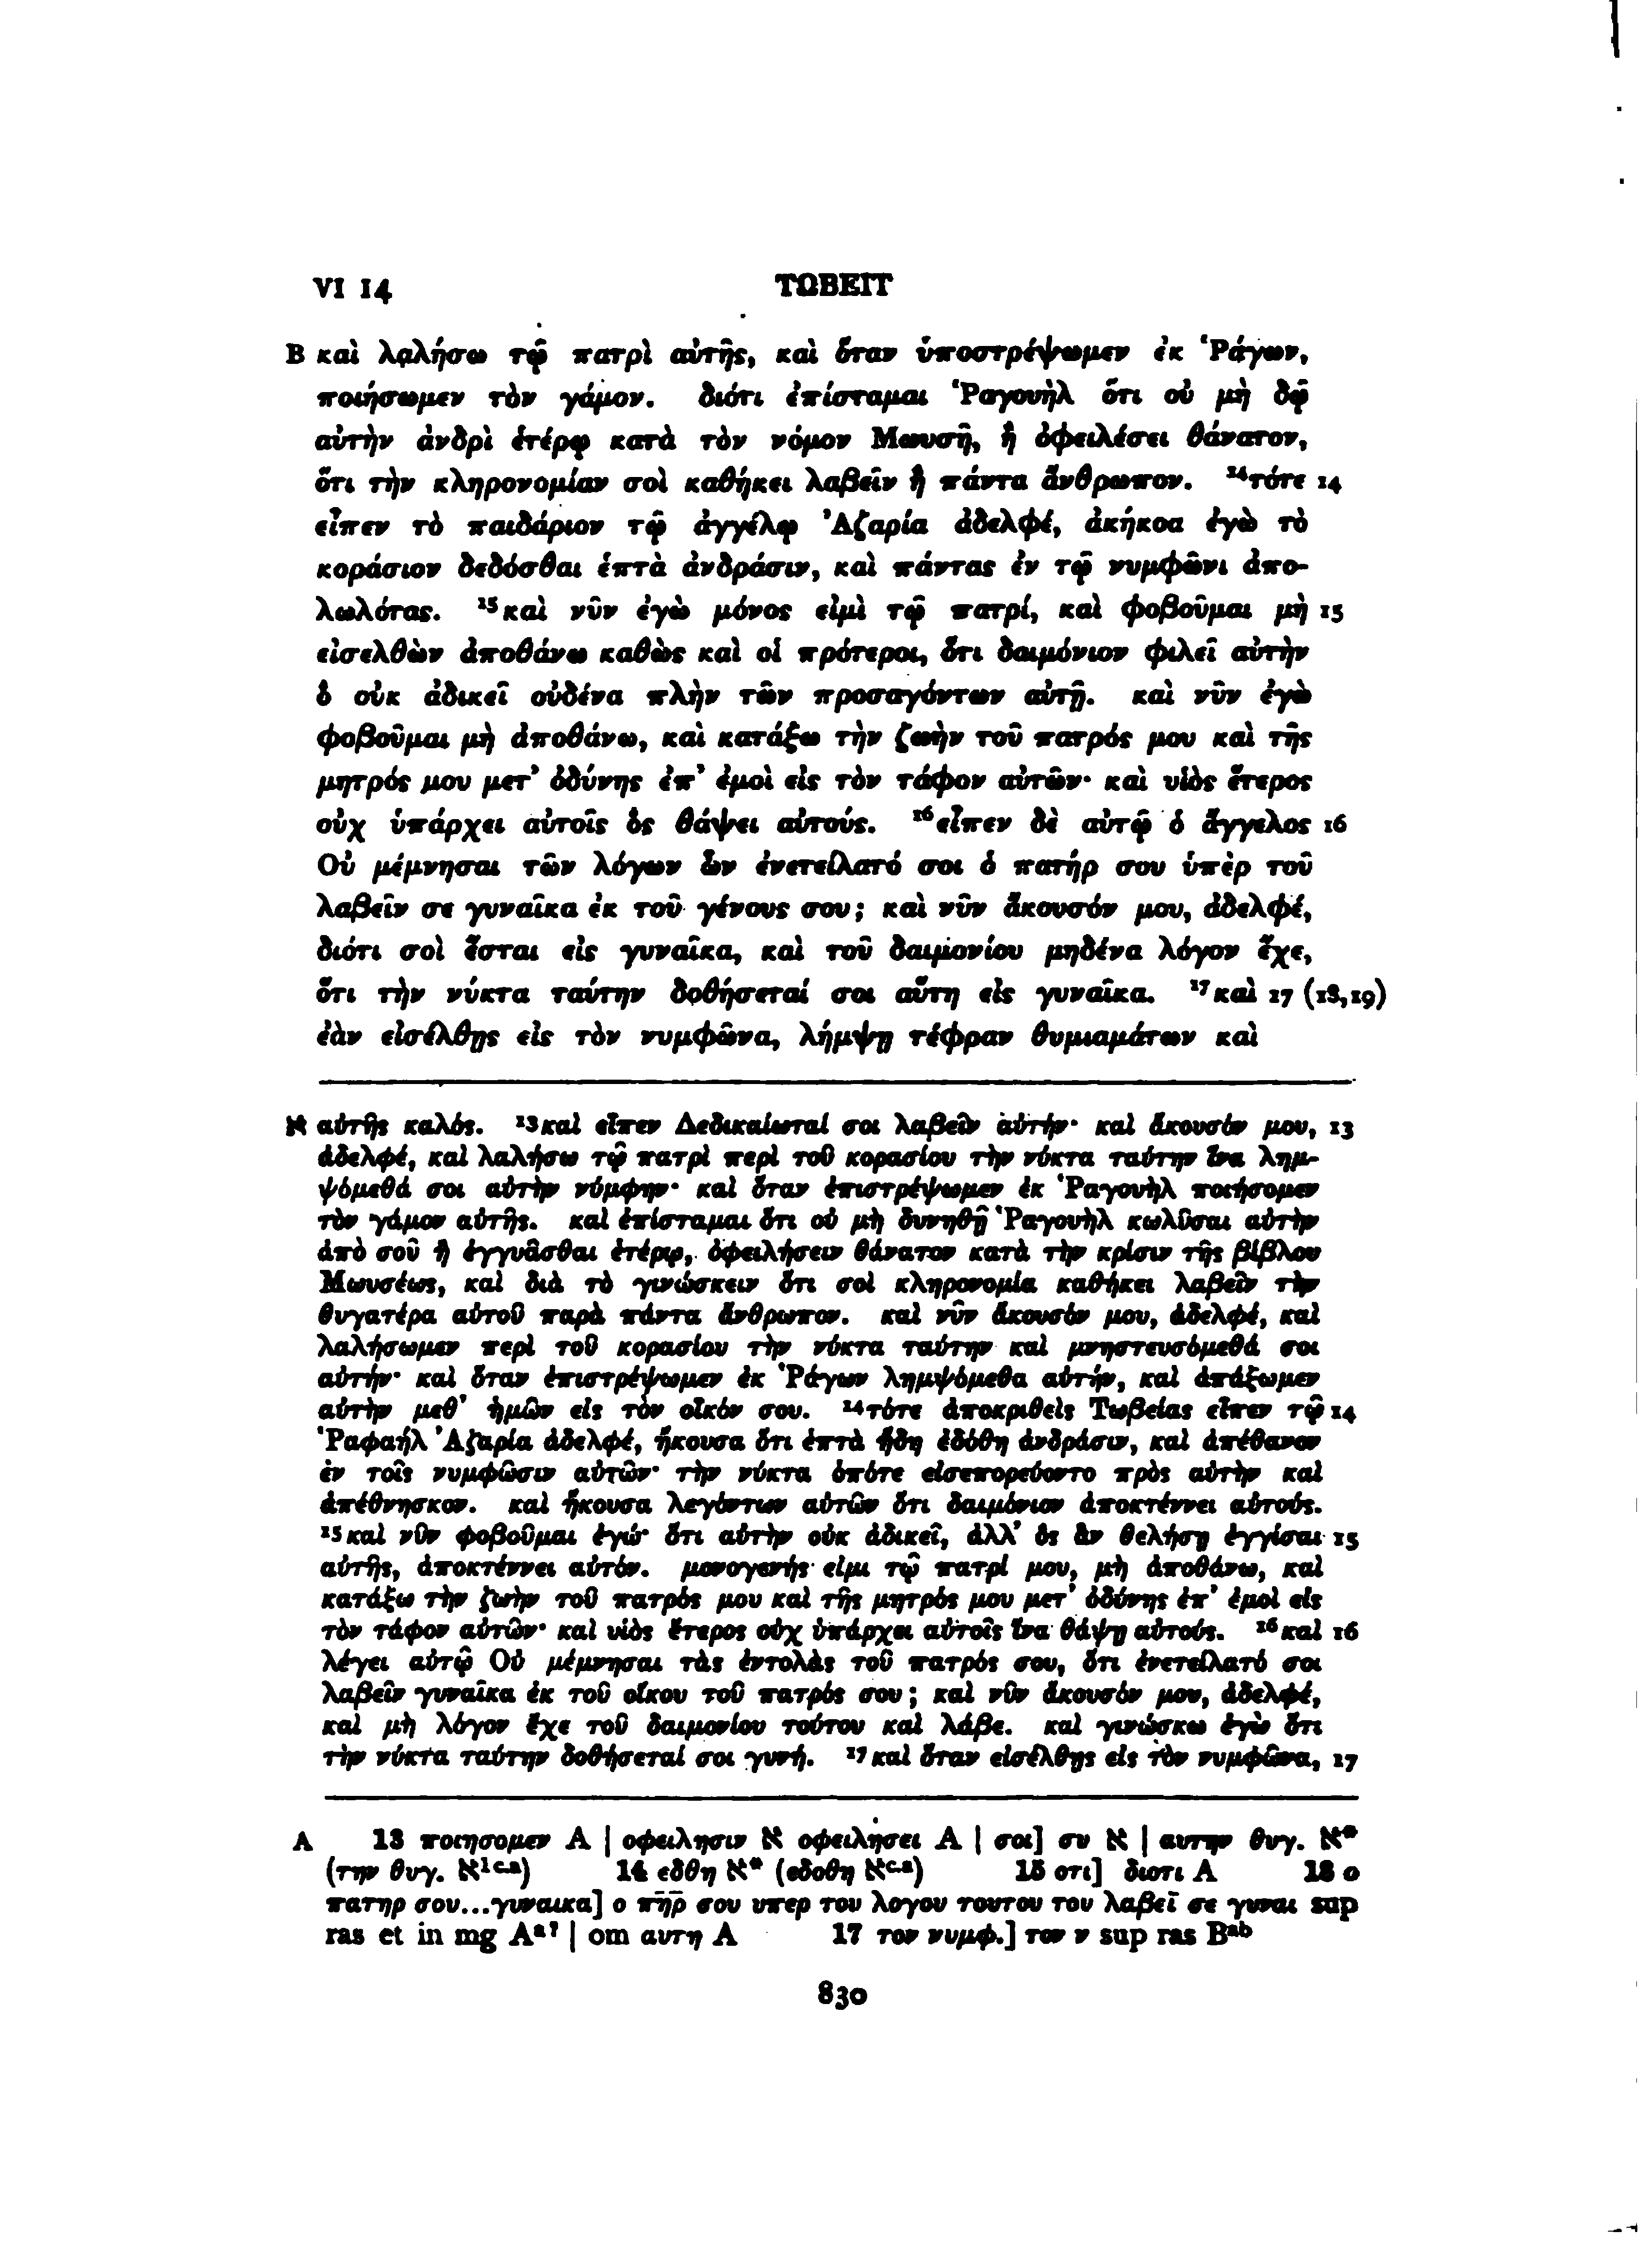 VI 14 ΤΩΒΕΙΤ
B καὶ λαλήσω τῷ πατρὶ αὐτῆς, καὶ ὅταν ὑποστρέψωμεν ἐκ Ῥάγων,
ποιήσωμεν τὸν γάμον. διότι ἐπίσταμαι Ῥαγουὴλ ὅτι οὐ μὴ δῷ
αὐτὴν ἀνδρὶ ἑτέρῳ κατὰ τὸν νόμον Μωυσῆ, ἢ ὀφειλέσει θάνατον,
ὅτι τὴν κληρονομίαν σοὶ καθήκει λαβεῖν ἢ πάντα ἄνθρωπον. ¹⁴τότε 14
εἶπεν τὸ παιδάριον τῷ ἀγγέλῳ Ἀζαρία ἀδελφέ, ἀκήκοα ἐγὼ τὸ
κοράσιον δεδόσθαι ἑπτὰ ἀνδράσιν, καὶ πάντας ἐν τῷ νυμφῶνι ἀπο-
λωλότας. ¹⁵καὶ νῦν ἐγὼ μόνος εἰμὶ τῷ πατρί, καὶ φοβοῦμαι μὴ 15
εἰσελθὼν ἀποθάνω καθὼς καὶ οἱ πρότεροι, ὅτι δαιμόνιον φιλεῖ αὐτὴν
ὃ οὐκ ἀδικεῖ οὐδένα πλὴν τῶν προσαγόντων αὐτῇ. καὶ νῦν ἐγὼ
φοβοῦμαι μὴ ἀποθάνω, καὶ κατάξω τὴν ζωὴν τοῦ πατρός μου καὶ τῆς
μητρός μου μετ’ ὀδύνης ἐπ’ ἐμοὶ εἰς τὸν τάφον αὐτῶν· καὶ υἱὸς ἕτερος
οὐχ ὑπάρχει αὐτοῖς ὃς θάψει αὐτούς. ¹⁶εἶπεν δὲ αὐτῷ ὁ ἄγγελος 16
Οὐ μέμνησαι τῶν λόγων ὧν ἐνετείλατό σοι ὁ πατήρ σου ὑπὲρ τοῦ
λαβεῖν σε γυναῖκα ἐκ τοῦ γένους σου; καὶ νῦν ἄκουσόν μου, ἀδελφέ,
διότι σοὶ ἔσται εἰς γυναῖκα, καὶ τοῦ δαιμονίου μηδένα λόγον ἔχε,
ὅτι τὴν νύκτα ταύτην δοθήσεταί σοι αὕτη εἰς γυναῖκα. ¹⁷καὶ 17 (18,19)
ἐὰν εἰσέλθῃς εἰς τὸν νυμφῶνα, λήμψῃ τέφραν θυμιαμάτων καὶ
ℵ αὐτῆς καλός. ¹³καὶ εἶπεν Δεδικαίωταί σοι λαβεῖν αὐτήν· καὶ ἄκουσόν μου, 13
ἀδελφέ, καὶ λαλήσω τῷ πατρὶ περὶ τοῦ κορασίου τὴν νύκτα ταύτην ἵνα λημ-
ψόμεθά σοι αὐτὴν νύμφην· καὶ ὅταν ἐπιστρέψωμεν ἐκ Ῥαγουὴλ ποιήσομεν
τὸν γάμον αὐτῆς. καὶ ἐπίσταμαι ὅτι οὐ μὴ δυνηθῇ Ῥαγουὴλ κωλῦσαι αὐτὴν
ἀπὸ σοῦ ἢ ἐγγυᾶσθαι ἑτέρῳ, ὀφειλήσειν θάνατον κατὰ τὴν κρίσιν τῆς βίβλου
Μωυσέως, καὶ διὰ τὸ γινώσκειν ὅτι σοὶ κληρονομία καθήκει λαβεῖν τὴν
θυγατέρα αὐτοῦ παρὰ πάντα ἄνθρωπον. καὶ νῦν ἄκουσόν μου, ἀδελφέ, καὶ
λαλήσωμεν περὶ τοῦ κορασίου τὴν νύκτα ταύτην καὶ μνηστευσόμεθά σοι
αὐτήν· καὶ ὅταν ἐπιστρέψωμεν ἐκ Ῥάγων λημψόμεθα αὐτήν, καὶ ἀπάξωμεν
αὐτὴν μεθ’ ἡμῶν εἰς τὸν οἶκόν σου. ¹⁴τότε ἀποκριθεὶς Τωβείας εἶπεν τῷ 14
Ῥαφαήλ Ἀζαρία ἀδελφέ, ἤκουσα ὅτι ἑπτὰ ἤδη ἐδόθη ἀνδράσιν, καὶ ἀπέθανον
ἐν τοῖς νυμφῶσιν αὐτῶν· τὴν νύκτα ὁπότε εἰσεπορεύοντο πρὸς αὐτὴν καὶ
ἀπέθνησκον. καὶ ἤκουσα λεγόντων αὐτῶν ὅτι δαιμόνιον ἀποκτέννει αὐτούς.
¹⁵καὶ νῦν φοβοῦμαι ἐγώ· ὅτι αὐτὴν οὐκ ἀδικεῖ, ἀλλ’ ὃς ἂν θελήσῃ ἐγγίσαι 15
αὐτῆς, ἀποκτέννει αὐτόν. μονογενής εἰμι τῷ πατρί μου, μὴ ἀποθάνω, καὶ
κατάξω τὴν ζωὴν τοῦ πατρός μου καὶ τῆς μητρός μου μετ’ ὀδύνης ἐπ’ ἐμοὶ εἰς
τὸν τάφον αὐτῶν· καὶ υἱὸς ἕτερος οὐχ ὑπάρχει αὐτοῖς ἵνα θάψῃ αὐτούς. ¹⁶καὶ 16
λέγει αὐτῷ Οὐ μέμνησαι τὰς ἐντολὰς τοῦ πατρός σου, ὅτι ἐνετείλατό σοι
λαβεῖν γυναῖκα ἐκ τοῦ οἴκου τοῦ πατρός σου; καὶ νῦν ἄκουσόν μου, ἀδελφέ,
καὶ μὴ λόγον ἔχε τοῦ δαιμονίου τούτου καὶ λάβε. καὶ γινώσκω ἐγὼ ὅτι
τὴν νύκτα ταύτην δοθήσεταί σοι γυνή. ¹⁷καὶ ὅταν εἰσέλθῃς εἰς τὸν νυμφῶνα, 17
A 13 ποιησομεν A | οφειλησιν ℵ οφειλησει A | σοι] συ ℵ | αυτην θυγ. ℵ*
(την θυγ. ℵ¹ᶜ·ᵃ) 14 εδθη ℵ* (εδοθη ℵᶜ·ᵃ) 15 οτι] διοτι A 16 ο
πατηρ σου...γυναικα] ο π̅η̅ρ̅ σου υπερ του λογου τουτου του λαβεῑ σε γυναι sup
ras et in mg Aᵃ? | om αυτη A 17 τον νυμφ.] τον ν sup ras Bᵃᵇ
830